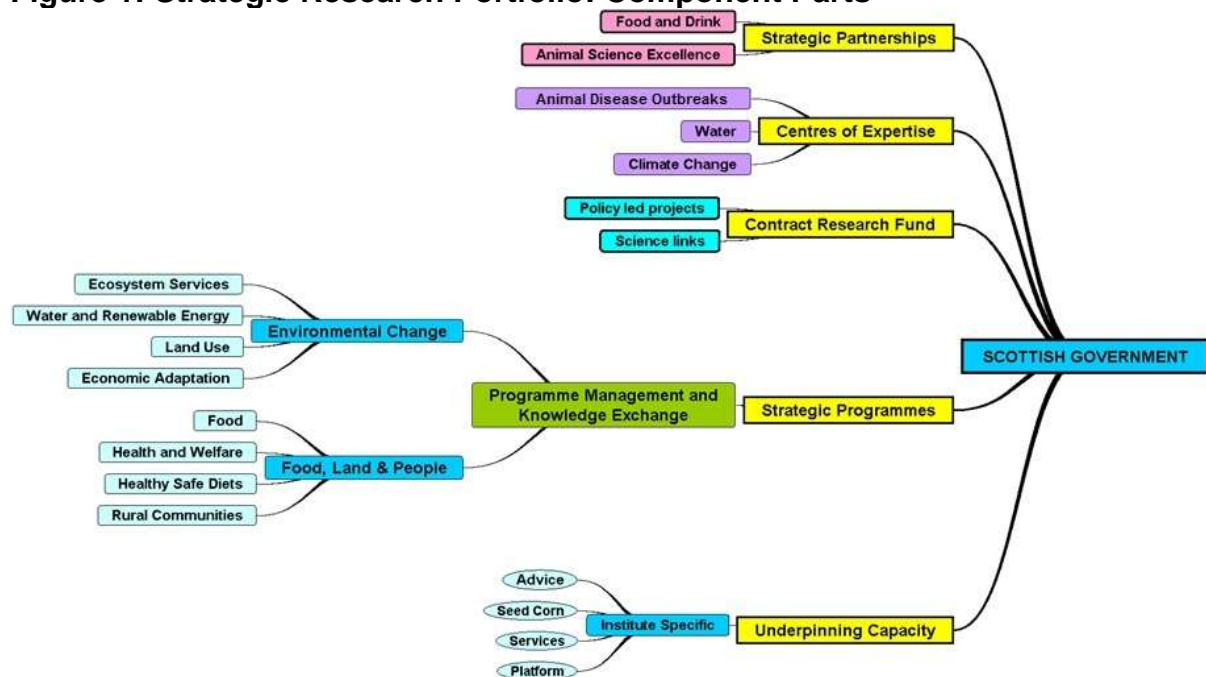 Figure 1: Strategic Research Portfolio: Component Parts
Food and Drink
Animal Science Excellence
Strategic Partnerships
Animal Disease Outbreaks
Water
Climate Change
Centres of Expertise
Policy led projects
Science links
Contract Research Fund
Ecosystem Services
Water and Renewable Energy
Land Use
Economic Adaptation
Environmental Change
Food
Health and Welfare
Healthy Safe Diets
Rural Communities
Food, Land & People
Programme Management and
Knowledge Exchange
Strategic Programmes
SCOTTISH GOVERNMENT
Advice
Seed Corn
Services
Platform
Institute Specific
Underpinning Capacity